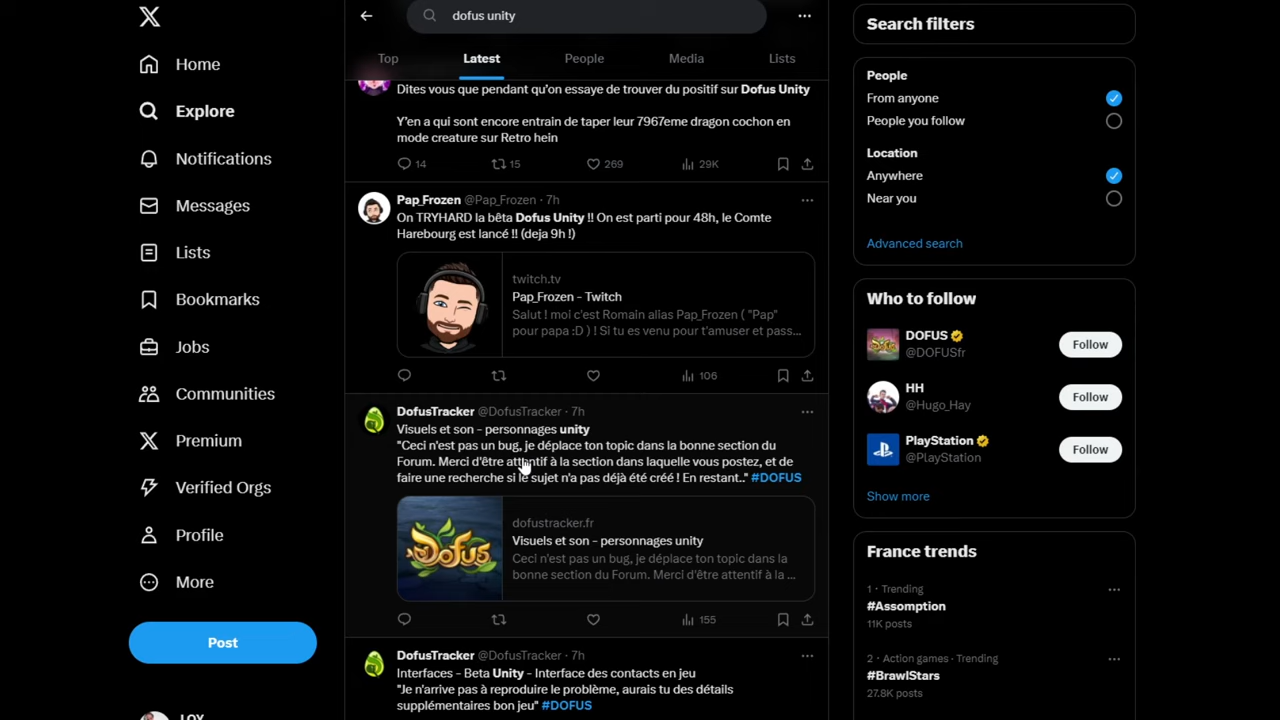 dofus unity
Top
Latest
People
Media
Lists
Home
Explore
Notifications
Messages
Lists
Bookmarks
Jobs
Communities
Premium
Verified Orgs
Profile
More
Post
Dites vous que pendant qu'on essaye de trouver du positif sur Dofus Unity
Y'en a qui sont encore entrain de taper leur 7967eme dragon cochon en
mode creature sur Retro hein
14
15
269
29K
Pap_Frozen @Pap_Frozen · 7h
On TRYHARD la bêta Dofus Unity !! On est parti pour 48h, le Comte
Harebourg est lancé !! (deja 9h !)
twitch.tv
Pap_Frozen - Twitch
Salut ! moi c'est Romain alias Pap_Frozen ( "Pap"
pour papa :D ) ! Si tu es venu pour t'amuser et pass...
106
DofusTracker @DofusTracker · 7h
Visuels et son - personnages unity
"Ceci n'est pas un bug, je déplace ton topic dans la bonne section du
Forum. Merci d'être attentif à la section dans laquelle vous postez, et de
faire une recherche si le sujet n'a pas déjà été créé ! En restant.." #DOFUS
DOFUS
dofustracker.fr
Visuels et son - personnages unity
Ceci n'est pas un bug, je déplace ton topic dans la
bonne section du Forum. Merci d'être attentif à la ...
155
DofusTracker @DofusTracker · 7h
Interfaces - Beta Unity - Interface des contacts en jeu
"Je n'arrive pas à reproduire le problème, aurais tu des détails
supplémentaires bon jeu" #DOFUS
Search filters
People
From anyone
People you follow
Location
Anywhere
Near you
Advanced search
Who to follow
DOFUS
@DOFUSfr
Follow
HH
@Hugo_Hay
Follow
PlayStation
@PlayStation
Follow
Show more
France trends
1 · Trending
#Assomption
11K posts
2 · Action games · Trending
#BrawlStars
27.8K posts